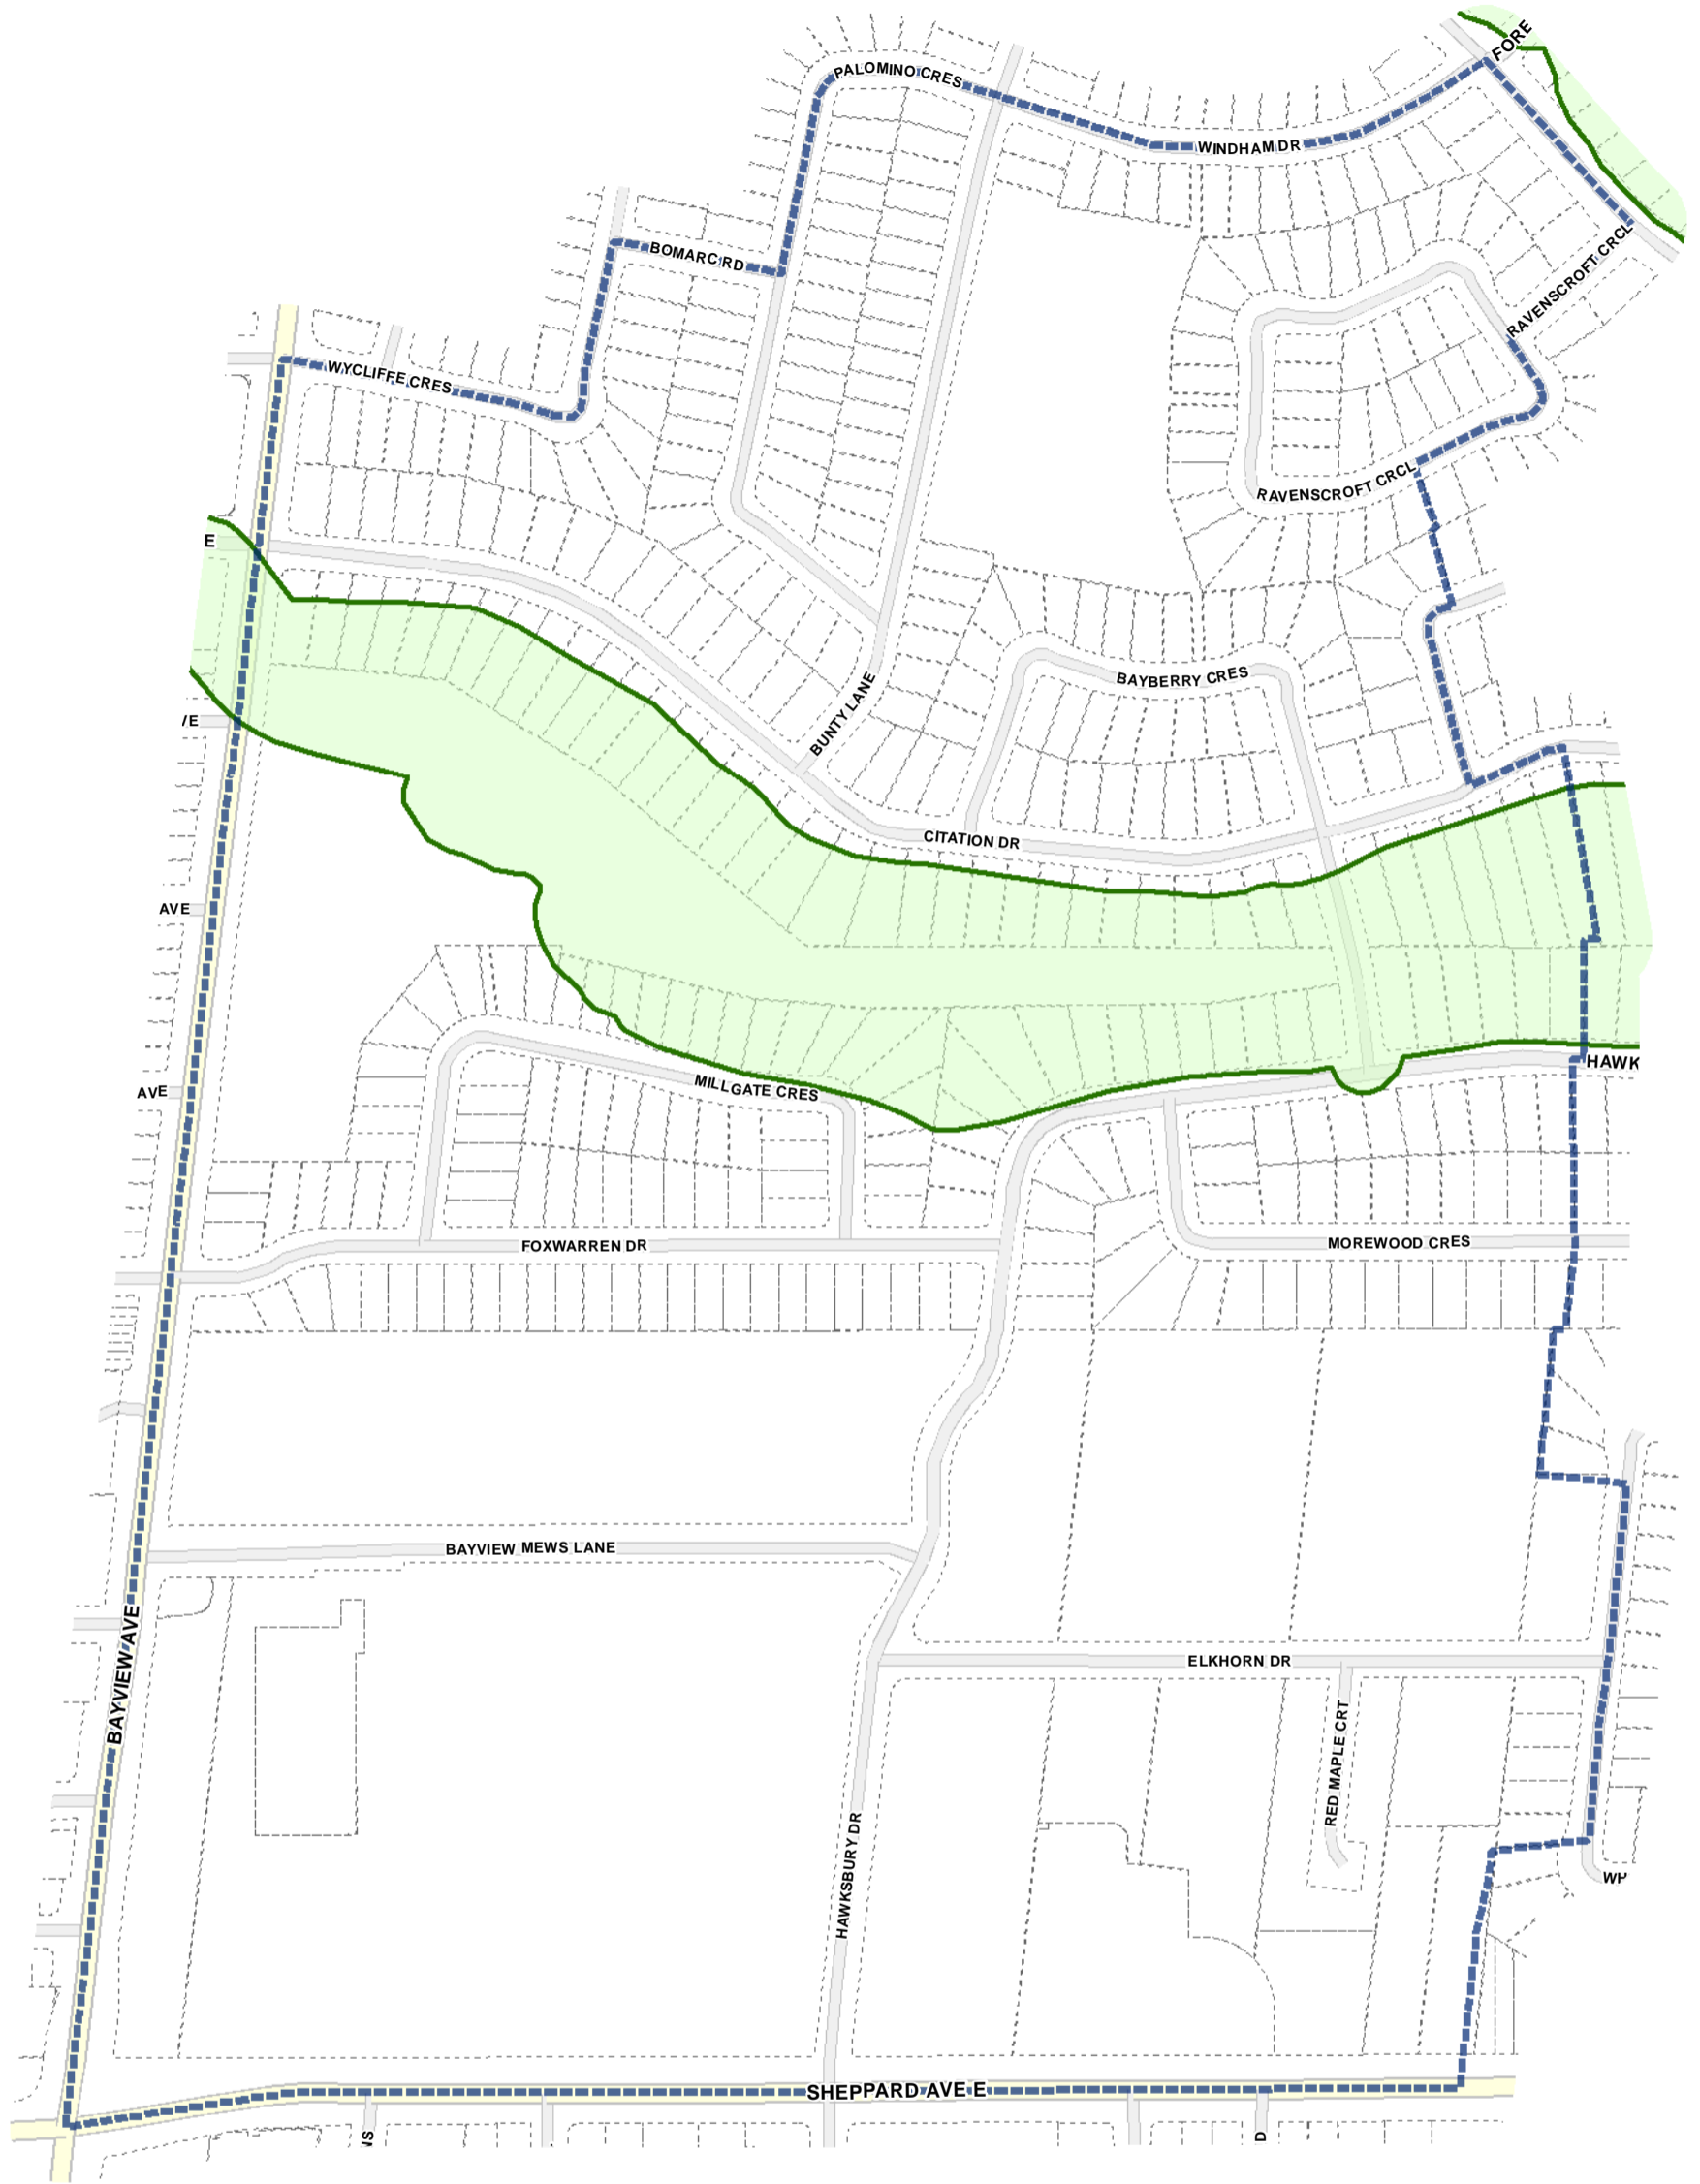 FORE
PALOMINO CRES
WINDHAM DR
BOMARC RD
RAVENSCROFT CRCL
WYCLIFFE CRES
RAVENSCROFT CRCL
E
BAYBERRY CRES
BUNTY LANE
VE
CITATION DR
AVE
HAWK
MILLGATE CRES
AVE
MOREWOOD CRES
FOXWARREN DR
BAYVIEW MEWS LANE
BAYVIEW AVE
ELKHORN DR
RED MAPLE CRT
HAWKSBURY DR
SHEPPARD AVE E
NS
D